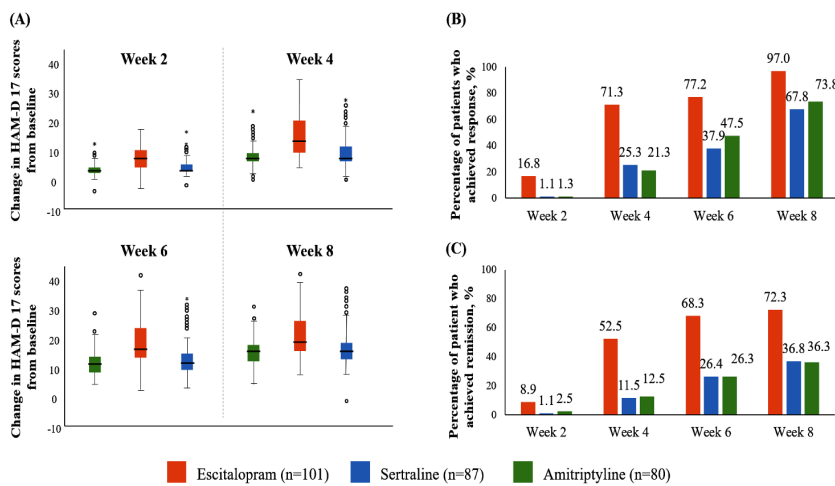 (A)
Week 2
Week 4
Change in HAM-D 17 scores
from baseline
40
30
20
10
0
-10
*
*
*
*
Week 6
Week 8
Change in HAM-D 17 scores
from baseline
40
30
20
10
0
-10
*
(B)
Percentage of patients who
achieved response, %
100
80
60
40
20
0
16.8
1.1
1.3
71.3
25.3
21.3
77.2
37.9
47.5
97.0
67.8
73.8
Week 2
Week 4
Week 6
Week 8
(C)
Percentage of patient who
achieved remission, %
100
80
60
40
20
0
8.9
1.1
2.5
52.5
11.5
12.5
68.3
26.4
26.3
72.3
36.8
36.3
Week 2
Week 4
Week 6
Week 8
Escitalopram (n=101)
Sertraline (n=87)
Amitriptyline (n=80)